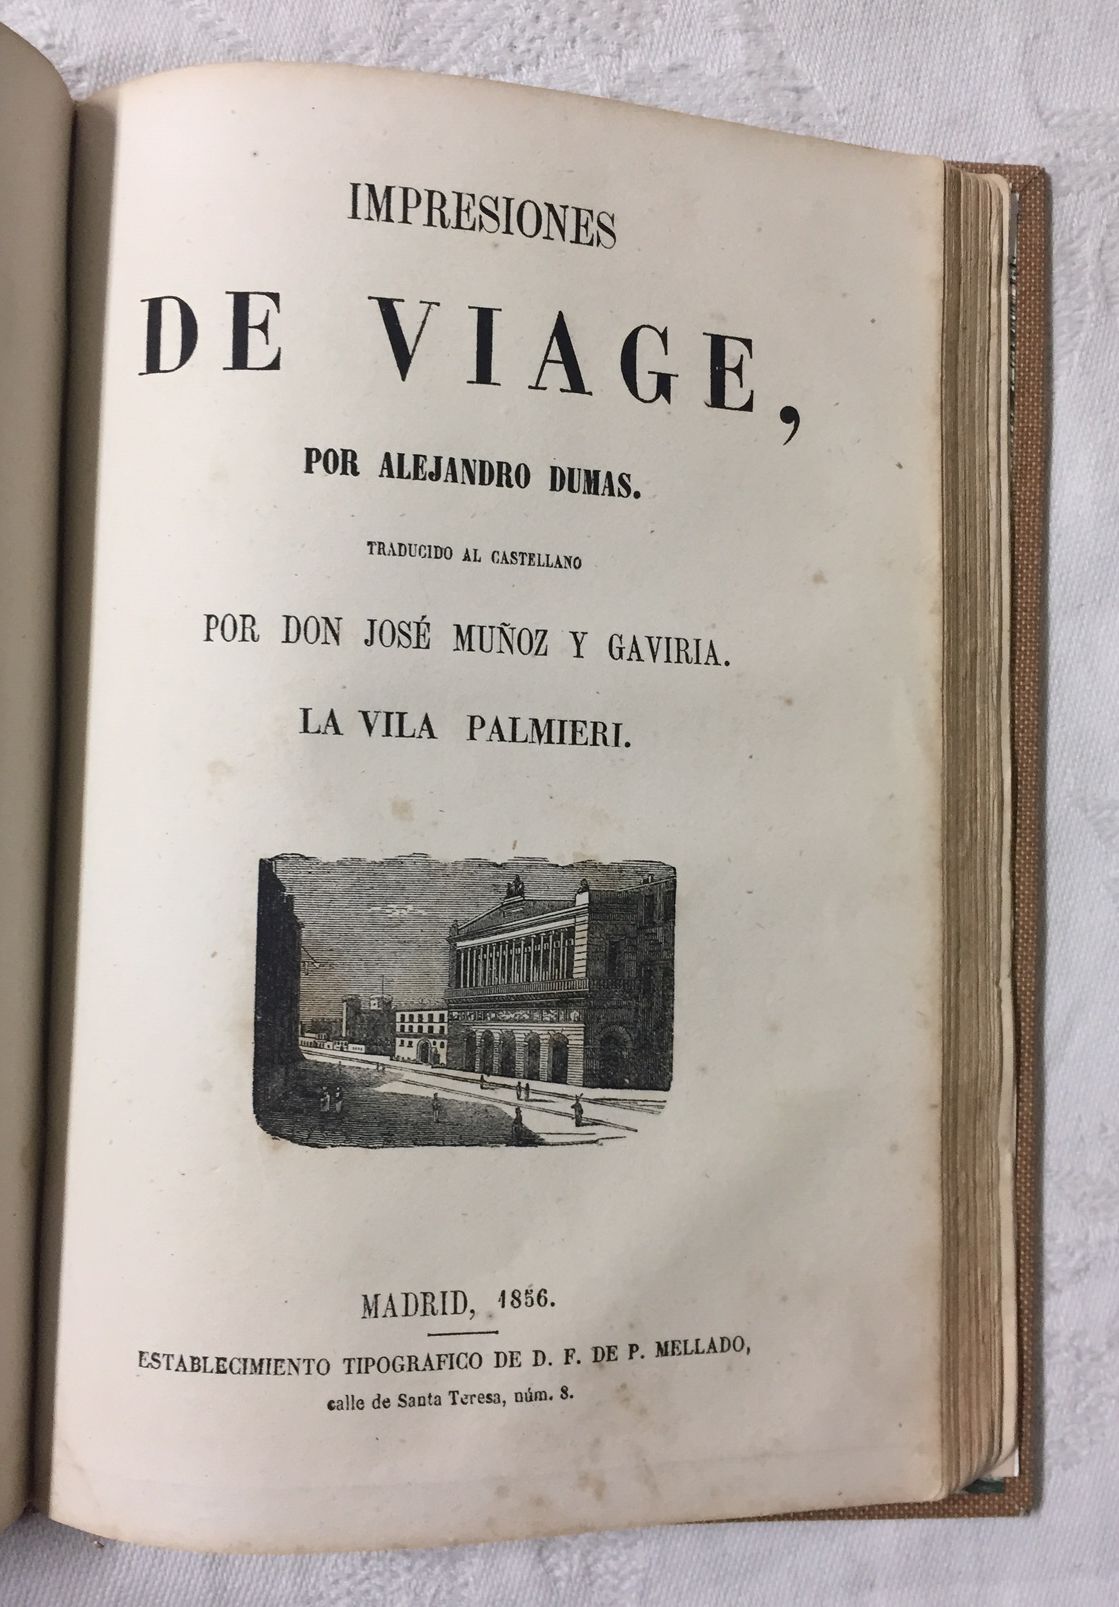 IMPRESIONES
DE VIAGE,
POR ALEJANDRO DUMAS.
TRADUCIDO AL CASTELLANO
POR DON JOSÉ MUÑOZ Y GAVIRIA.
LA VILA PALMIERI.
MADRID, 1856.
ESTABLECIMIENTO TIPOGRAFICO DE D. F. DE P. MELLADO,
calle de Santa Teresa, núm. 8.